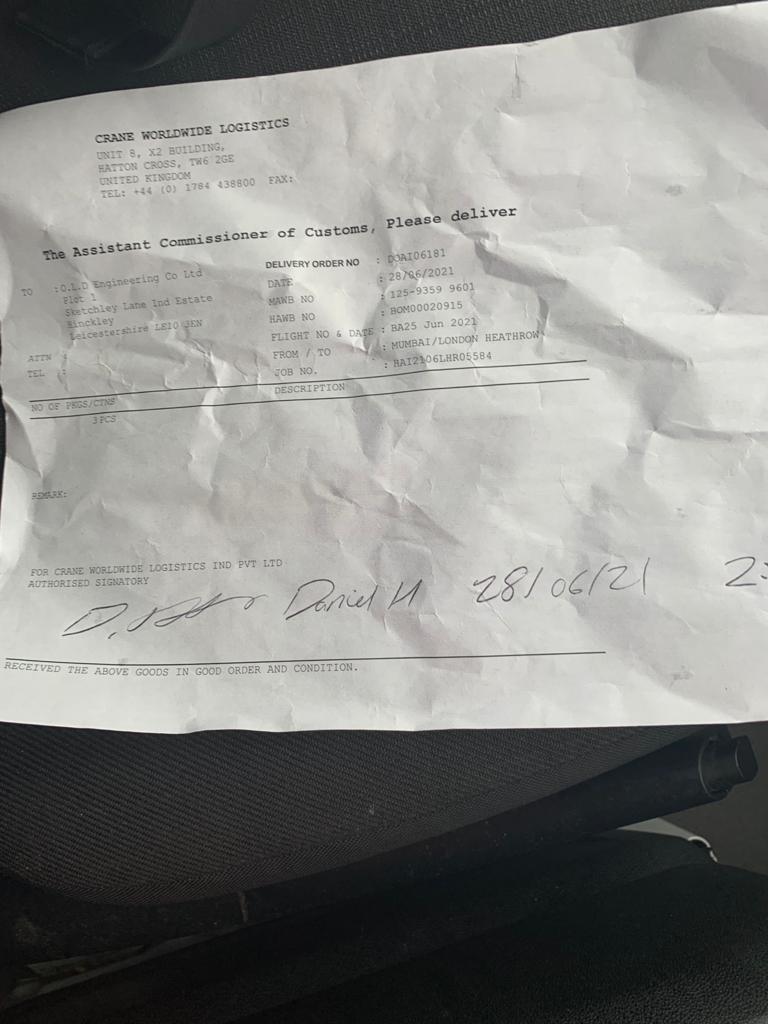 CRANE WORLDWIDE LOGISTICS
UNIT 8, X2 BUILDING,
HATTON CROSS, TW6 2GE
UNITED KINGDOM
TEL: +44 (0) 1784 438800 FAX:
The Assistant Commissioner of Customs, Please deliver
TO :O.L.D Engineering Co Ltd
Plot 1
Sketchley Lane Ind Estate
Hinckley
Leicestershire LE10 3EN
ATTN :
TEL :
DELIVERY ORDER NO : DOAI06181
DATE : 28/06/2021
MAWB NO : 125-9359 9601
HAWB NO : BOM00020915
FLIGHT NO & DATE : BA25 Jun 2021
FROM / TO : MUMBAI/LONDON HEATHROW
JOB NO. : HAI2106LHR05584
NO OF PKGS/CTNS DESCRIPTION
3 PCS
REMARK:
FOR CRANE WORLDWIDE LOGISTICS IND PVT LTD
AUTHORISED SIGNATORY
Daniel H 28/06/21 2:
RECEIVED THE ABOVE GOODS IN GOOD ORDER AND CONDITION.